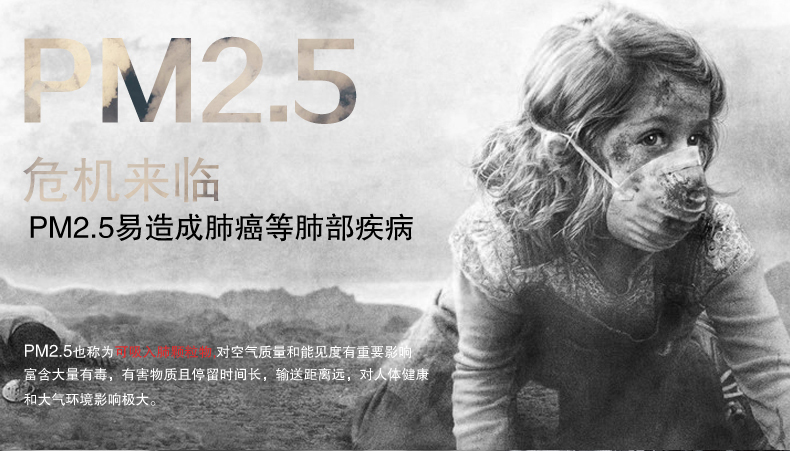 PM2.5
危机来临
PM2.5易造成肺癌等肺部疾病
PM2.5也称为可吸入肺颗粒物,对空气质量和能见度有重要影响
富含大量有毒，有害物质且停留时间长，输送距离远，对人体健康
和大气环境影响极大。